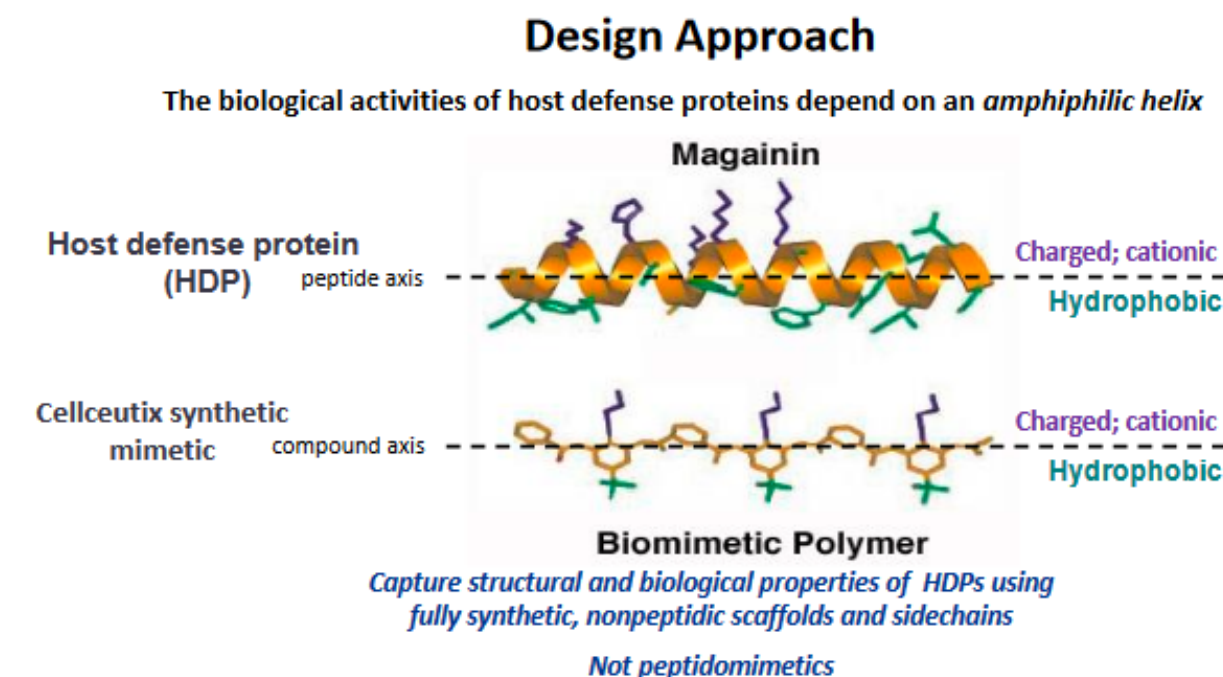 Design Approach
The biological activities of host defense proteins depend on an amphiphilic helix
Magainin
Host defense protein
(HDP)
peptide axis
Charged; cationic
Hydrophobic
Cellceutix synthetic
mimetic
compound axis
Charged; cationic
Hydrophobic
Biomimetic Polymer
Capture structural and biological properties of HDPs using
fully synthetic, nonpeptidic scaffolds and sidechains
Not peptidomimetics